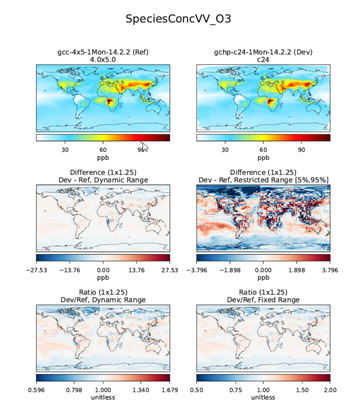 SpeciesConcVV_O3
gcc-4x5-1Mon-14.2.2 (Ref)
4.0x5.0
gchp-c24-1Mon-14.2.2 (Dev)
c24
30 60 90
ppb
30 60 90
ppb
Difference (1x1.25)
Dev - Ref, Dynamic Range
Difference (1x1.25)
Dev - Ref, Restricted Range [5%,95%]
−27.53 −13.76 0.00 13.76 27.53
ppb
−3.796 −1.898 0.000 1.898 3.796
ppb
Ratio (1x1.25)
Dev/Ref, Dynamic Range
Ratio (1x1.25)
Dev/Ref, Fixed Range
0.596 0.798 1.000 1.340 1.679
unitless
0.50 0.75 1.00 1.50 2.00
unitless